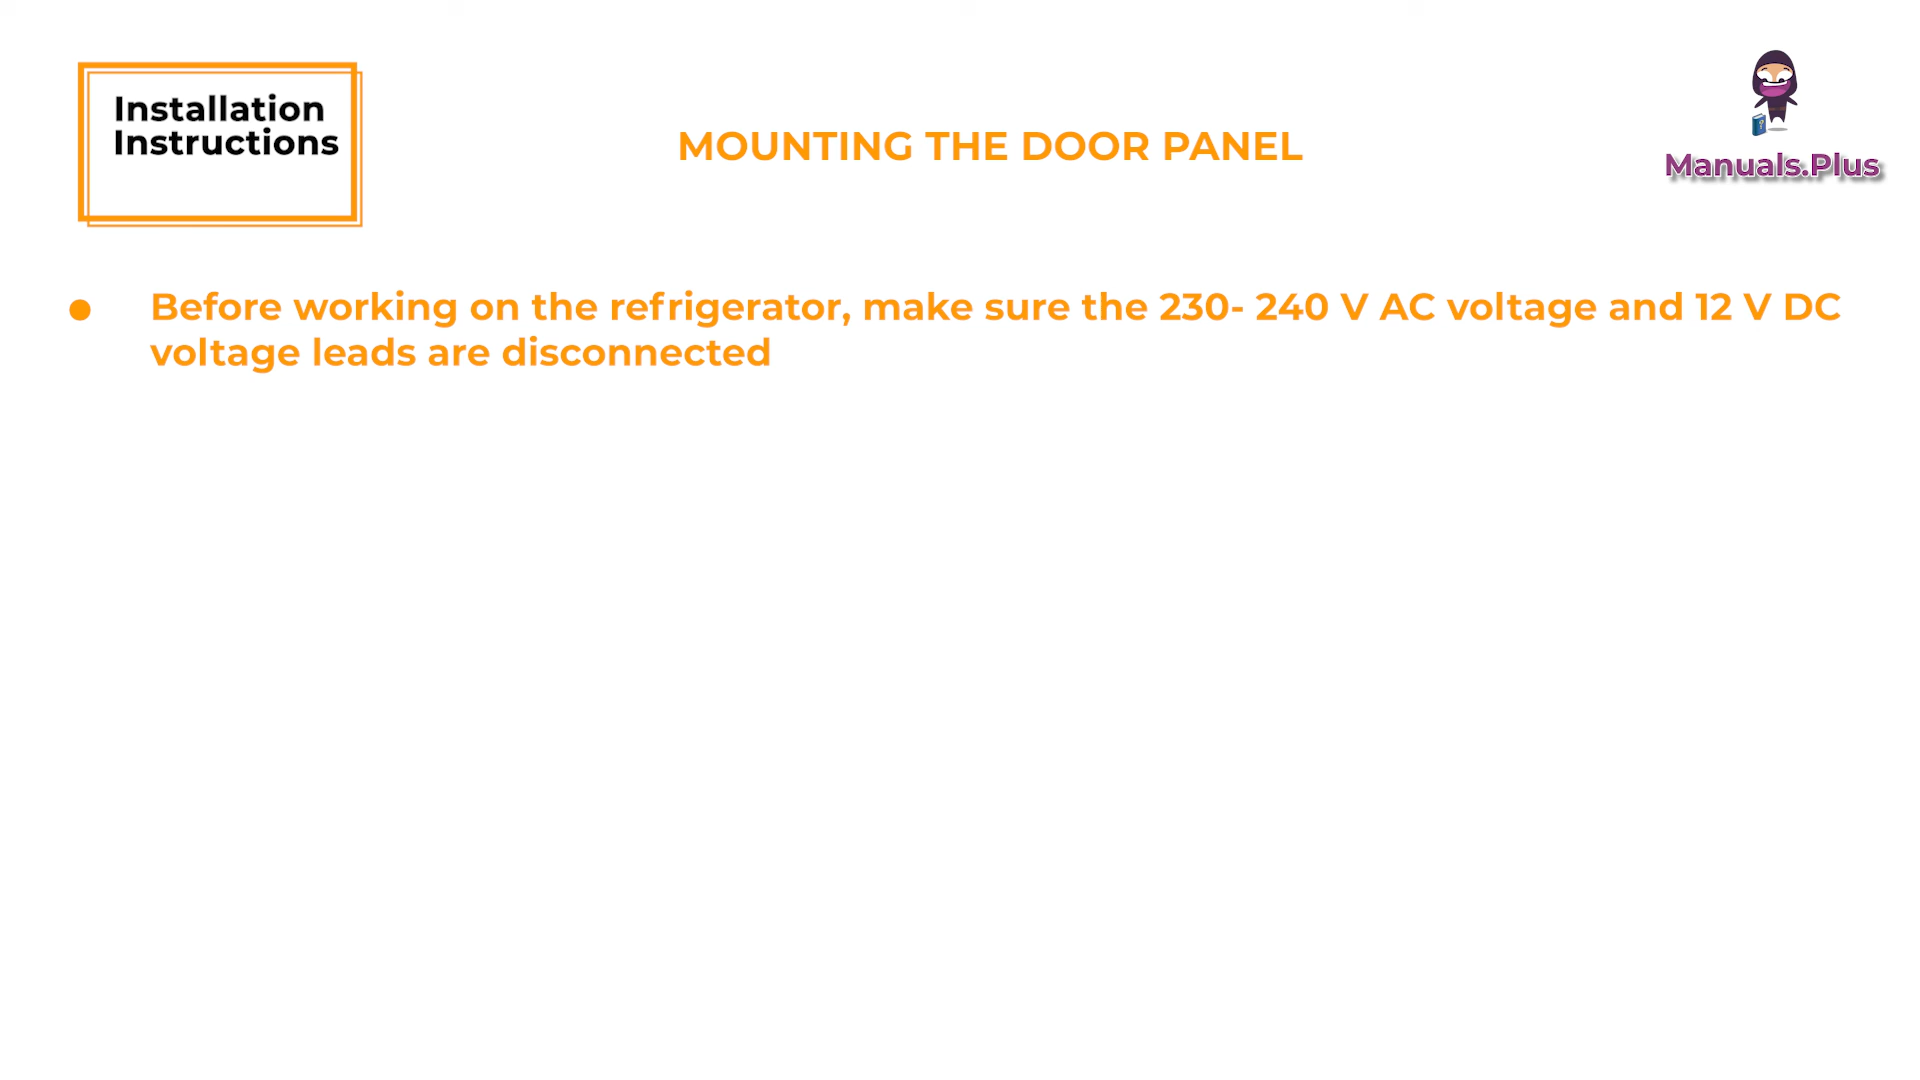 Installation
Instructions
MOUNTING THE DOOR PANEL
Manuals.Plus
● Before working on the refrigerator, make sure the 230- 240 V AC voltage and 12 V DC
voltage leads are disconnected